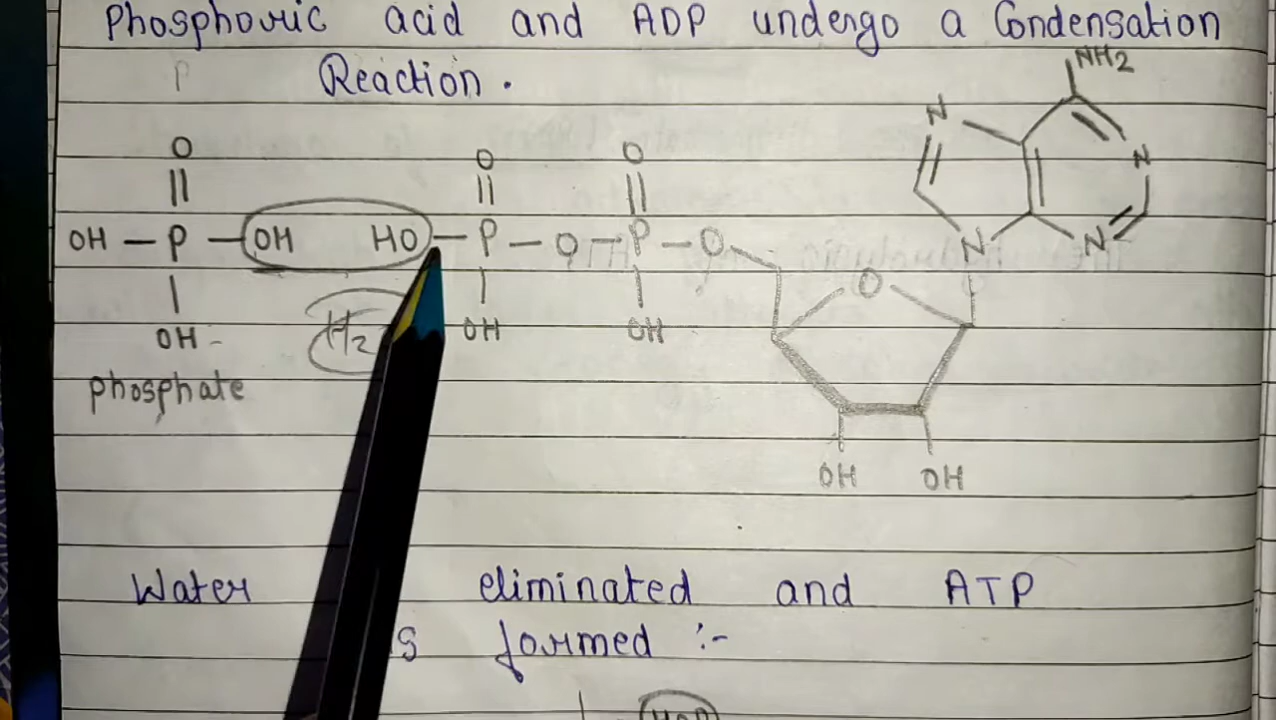 Phosphoric acid and ADP undergo a Condensation
Reaction.
P
NH2
N
O O O
N
OH - P - OH HO - P - O - P - O
N N
O
OH OH OH
H2
phosphate
OH OH
Water eliminated and ATP
formed :-